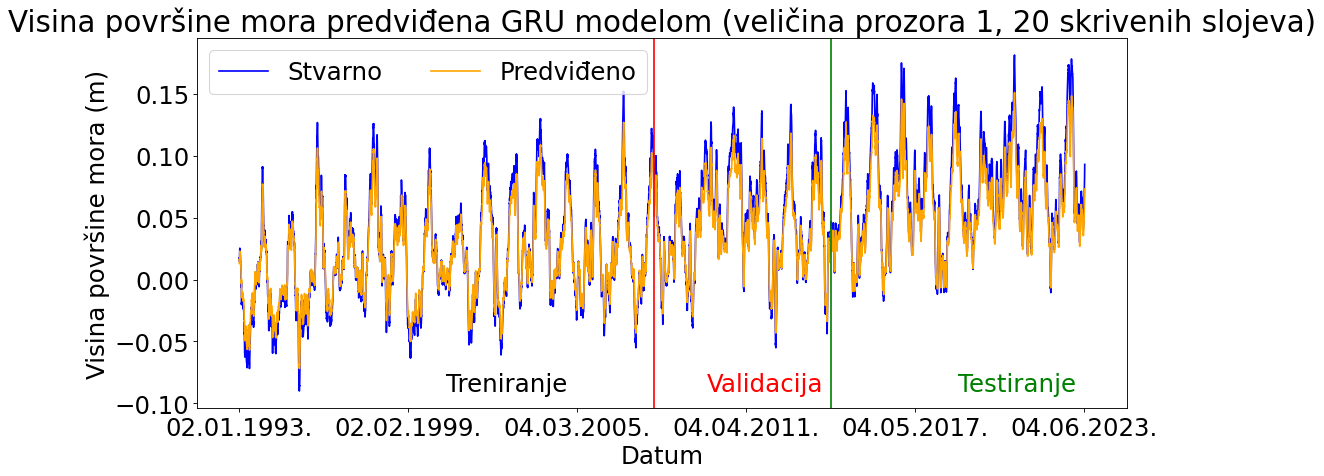 Visina površine mora predviđena GRU modelom (veličina prozora 1, 20 skrivenih slojeva)
Stvarno Predviđeno
Visina površine mora (m)
0.15
0.10
0.05
0.00
−0.05
−0.10
Treniranje Validacija Testiranje
02.01.1993. 02.02.1999. 04.03.2005. 04.04.2011. 04.05.2017. 04.06.2023.
Datum